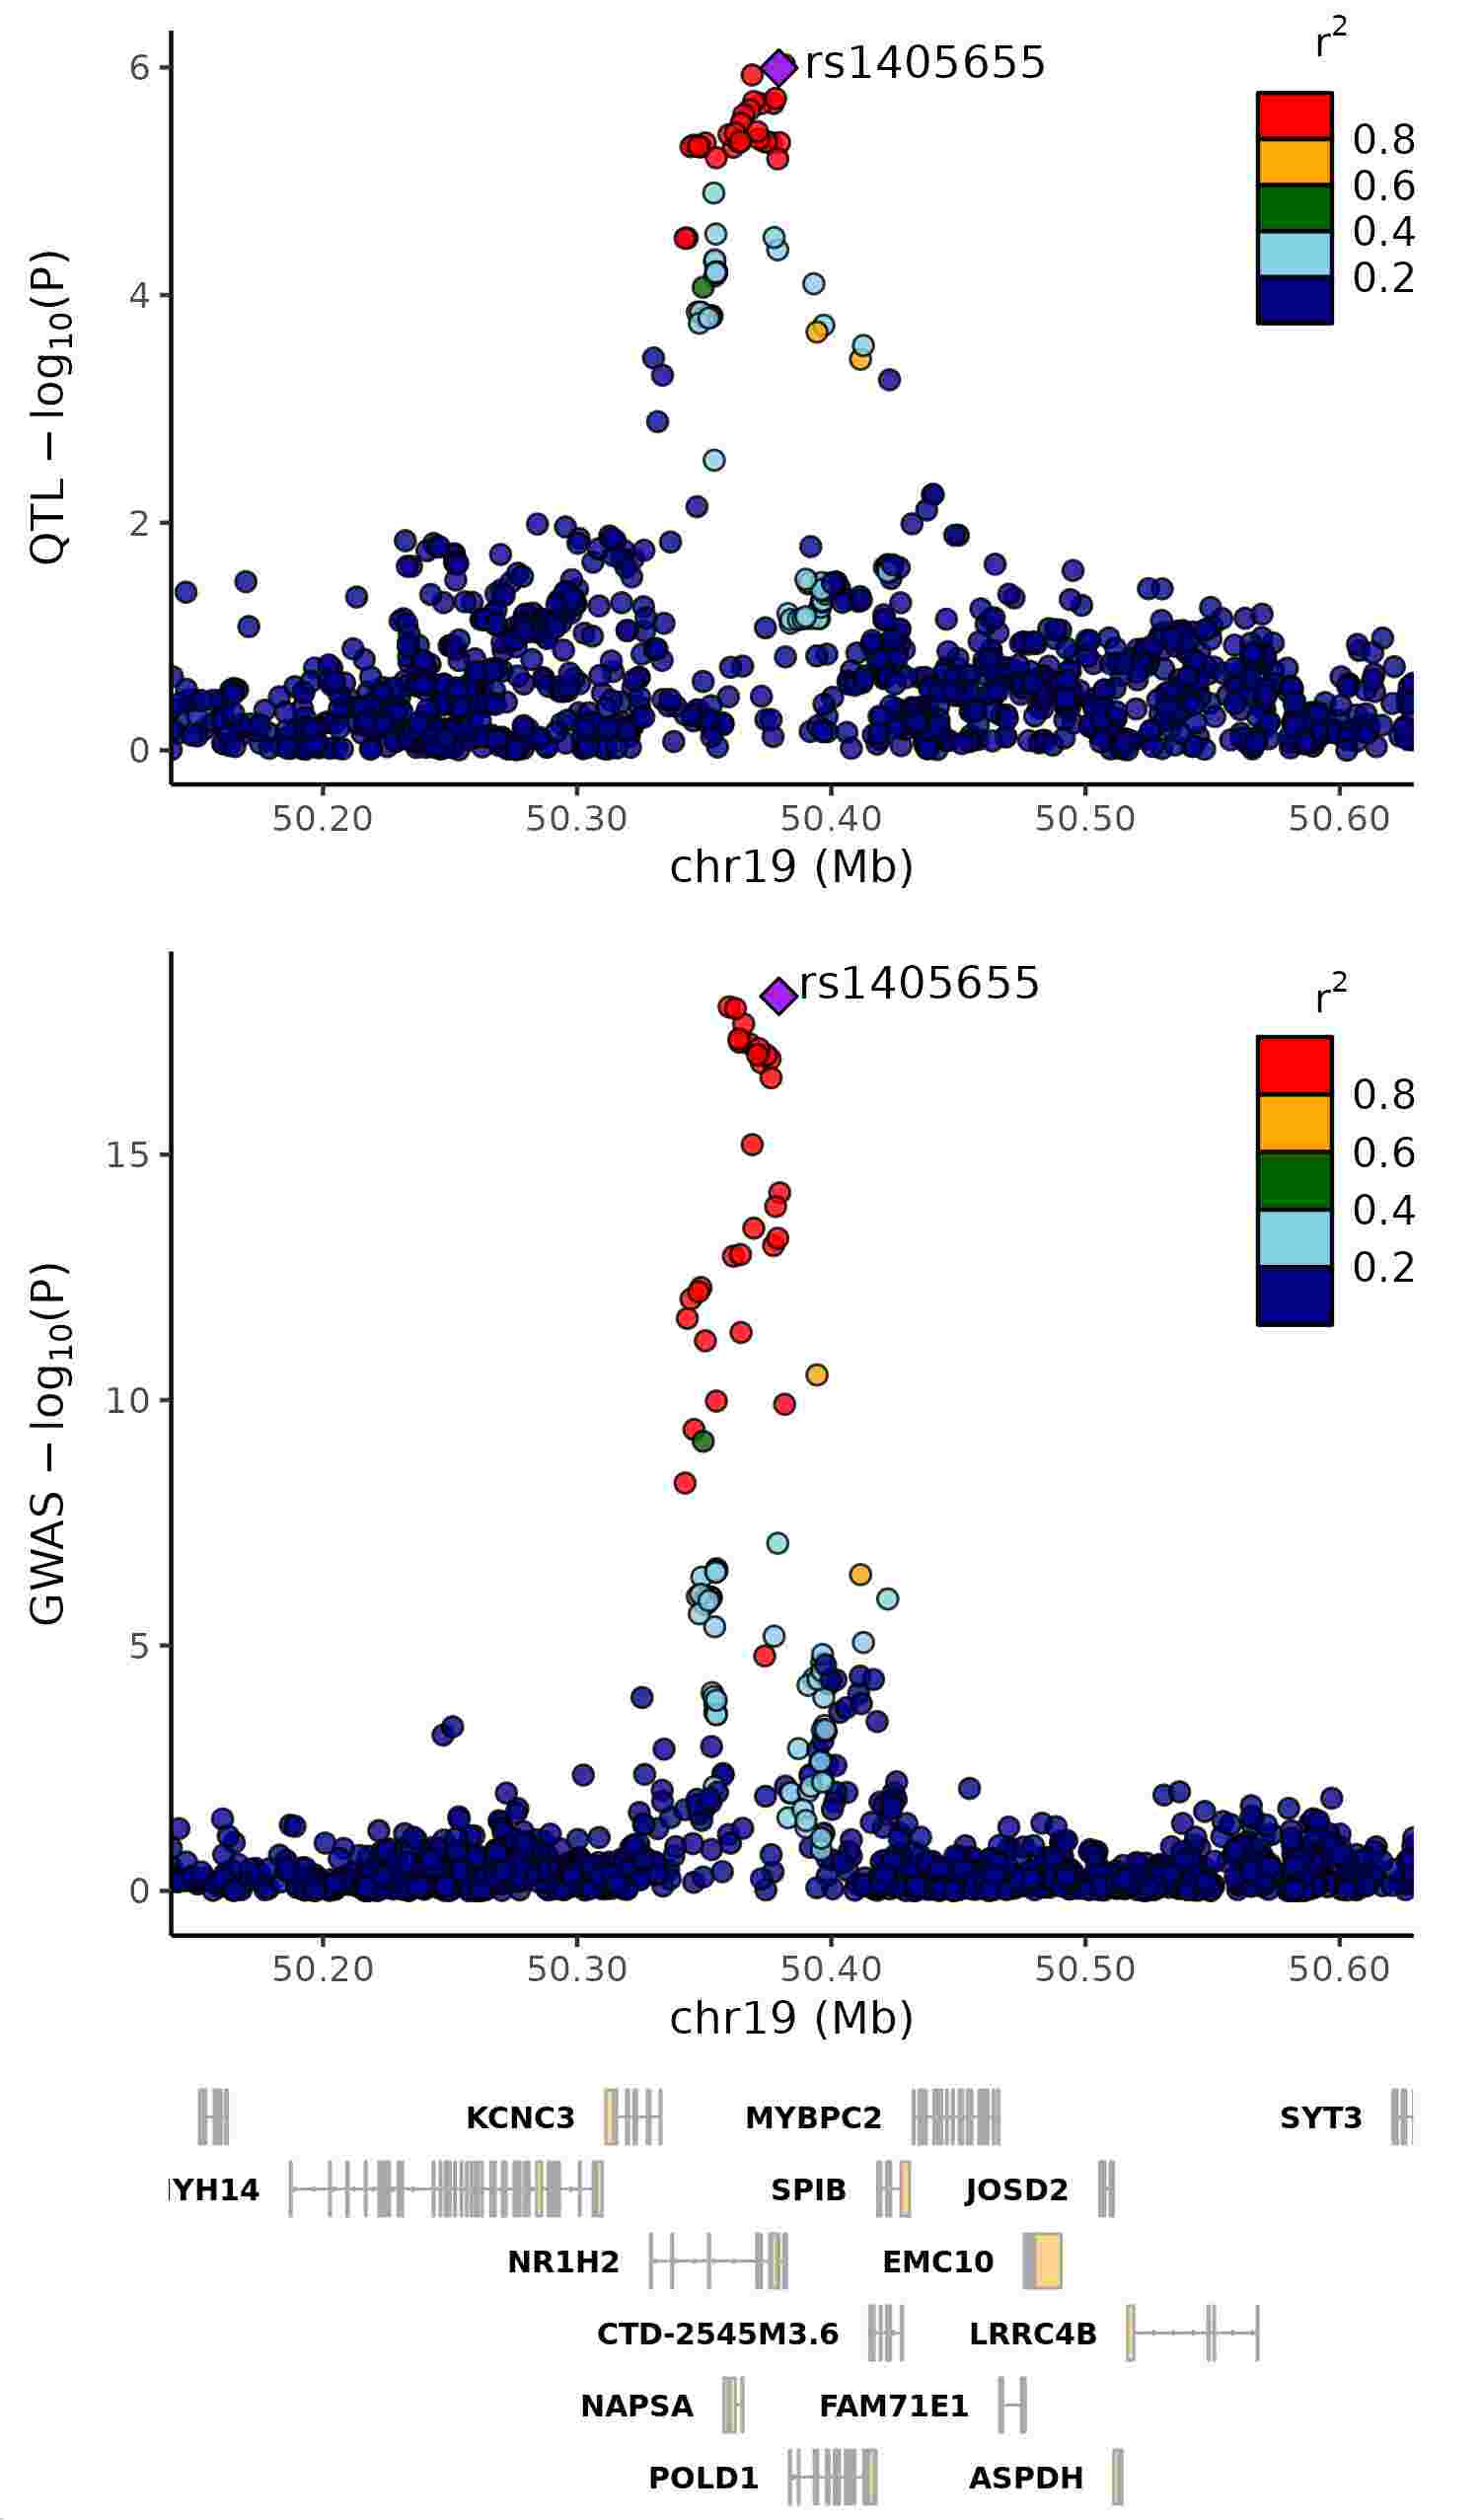 rs1405655
r2
0.8
0.6
0.4
0.2
6
4
2
0
QTL −log10(P)
50.20 50.30 50.40 50.50 50.60
chr19 (Mb)
rs1405655
r2
0.8
0.6
0.4
0.2
15
10
5
0
GWAS −log10(P)
50.20 50.30 50.40 50.50 50.60
chr19 (Mb)
KCNC3 MYBPC2 SYT3
YH14 SPIB JOSD2
NR1H2 EMC10
CTD-2545M3.6 LRRC4B
NAPSA FAM71E1
POLD1 ASPDH